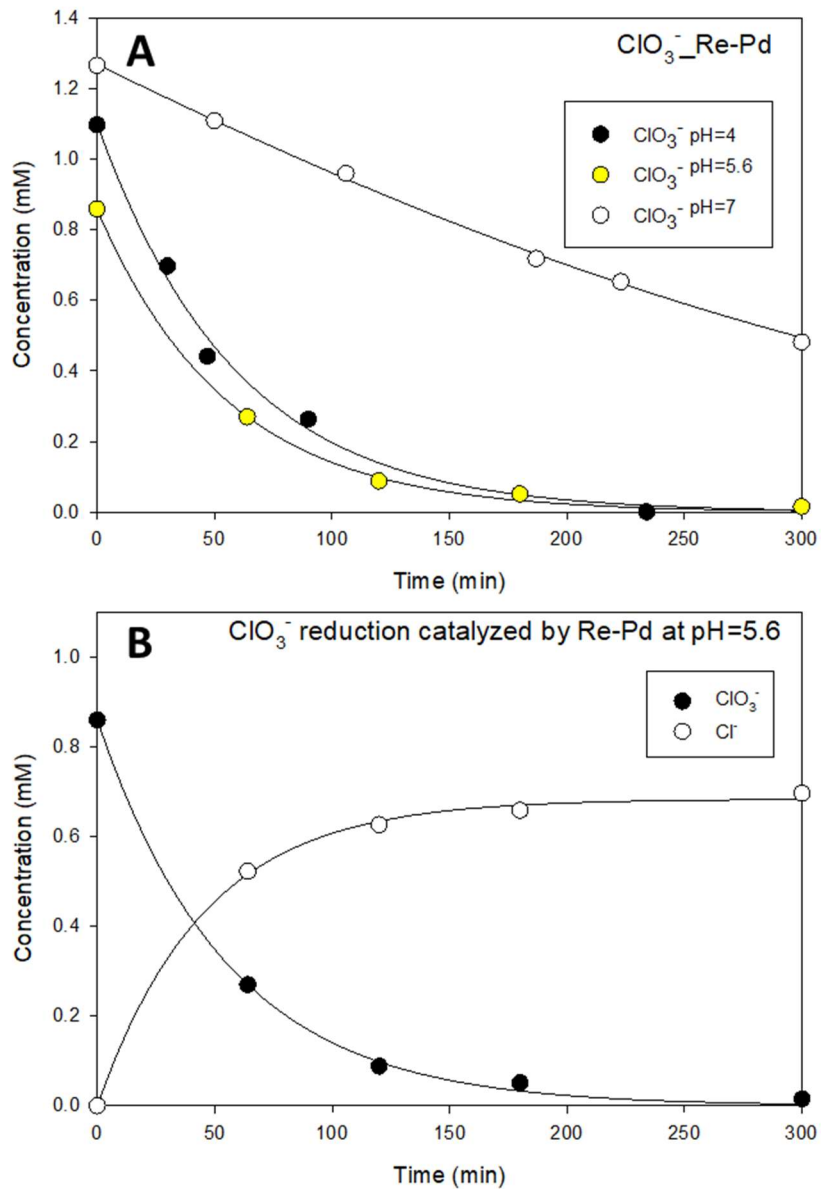 A
ClO₃⁻_Re-Pd
ClO₃⁻ pH=4
ClO₃⁻ pH=5.6
ClO₃⁻ pH=7
Concentration (mM)
1.4
1.2
1.0
0.8
0.6
0.4
0.2
0.0
0 50 100 150 200 250 300
Time (min)
B
ClO₃⁻ reduction catalyzed by Re-Pd at pH=5.6
ClO₃⁻
Cl⁻
Concentration (mM)
1.0
0.8
0.6
0.4
0.2
0.0
0 50 100 150 200 250 300
Time (min)